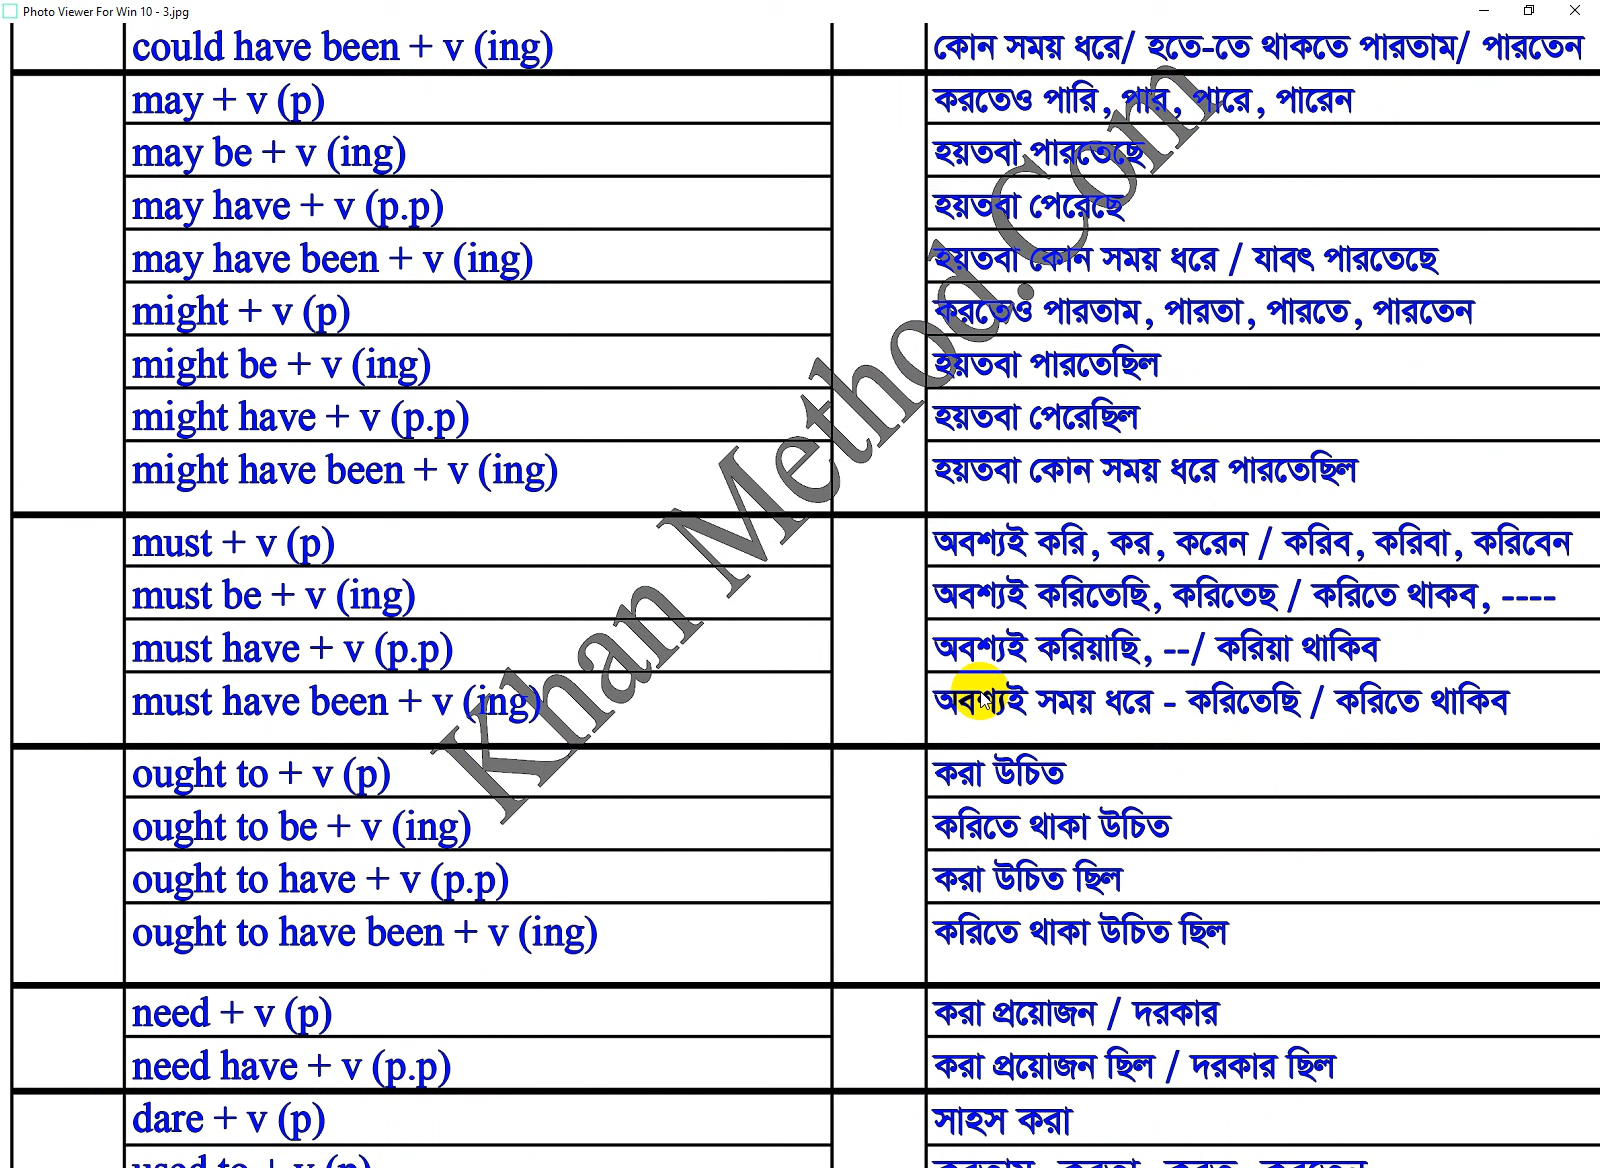 Photo Viewer For Win 10 - 3.jpg
could have been + v (ing) কোন সময় ধরে/ হতে-তে থাকতে পারতাম/ পারতেন
may + v (p) করতেও পারি, পার, পারে, পারেন
may be + v (ing) হয়তবা পারতেছে
may have + v (p.p) হয়তবা পেরেছে
may have been + v (ing) হয়তবা কোন সময় ধরে / যাবৎ পারতেছে
might + v (p) করতেও পারতাম, পারতা, পারতে, পারতেন
might be + v (ing) হয়তবা পারতেছিল
might have + v (p.p) হয়তবা পেরেছিল
might have been + v (ing) হয়তবা কোন সময় ধরে পারতেছিল
must + v (p) অবশ্যই করি, কর, করেন / করিব, করিবা, করিবেন
must be + v (ing) অবশ্যই করিতেছি, করিতেছ / করিতে থাকব, ----
must have + v (p.p) অবশ্যই করিয়াছি, --/ করিয়া থাকিব
must have been + v (ing) অবশ্যই সময় ধরে - করিতেছি / করিতে থাকিব
ought to + v (p) করা উচিত
ought to be + v (ing) করিতে থাকা উচিত
ought to have + v (p.p) করা উচিত ছিল
ought to have been + v (ing) করিতে থাকা উচিত ছিল
need + v (p) করা প্রয়োজন / দরকার
need have + v (p.p) করা প্রয়োজন ছিল / দরকার ছিল
dare + v (p) সাহস করা
used to + v (p)
Khan Method.Com